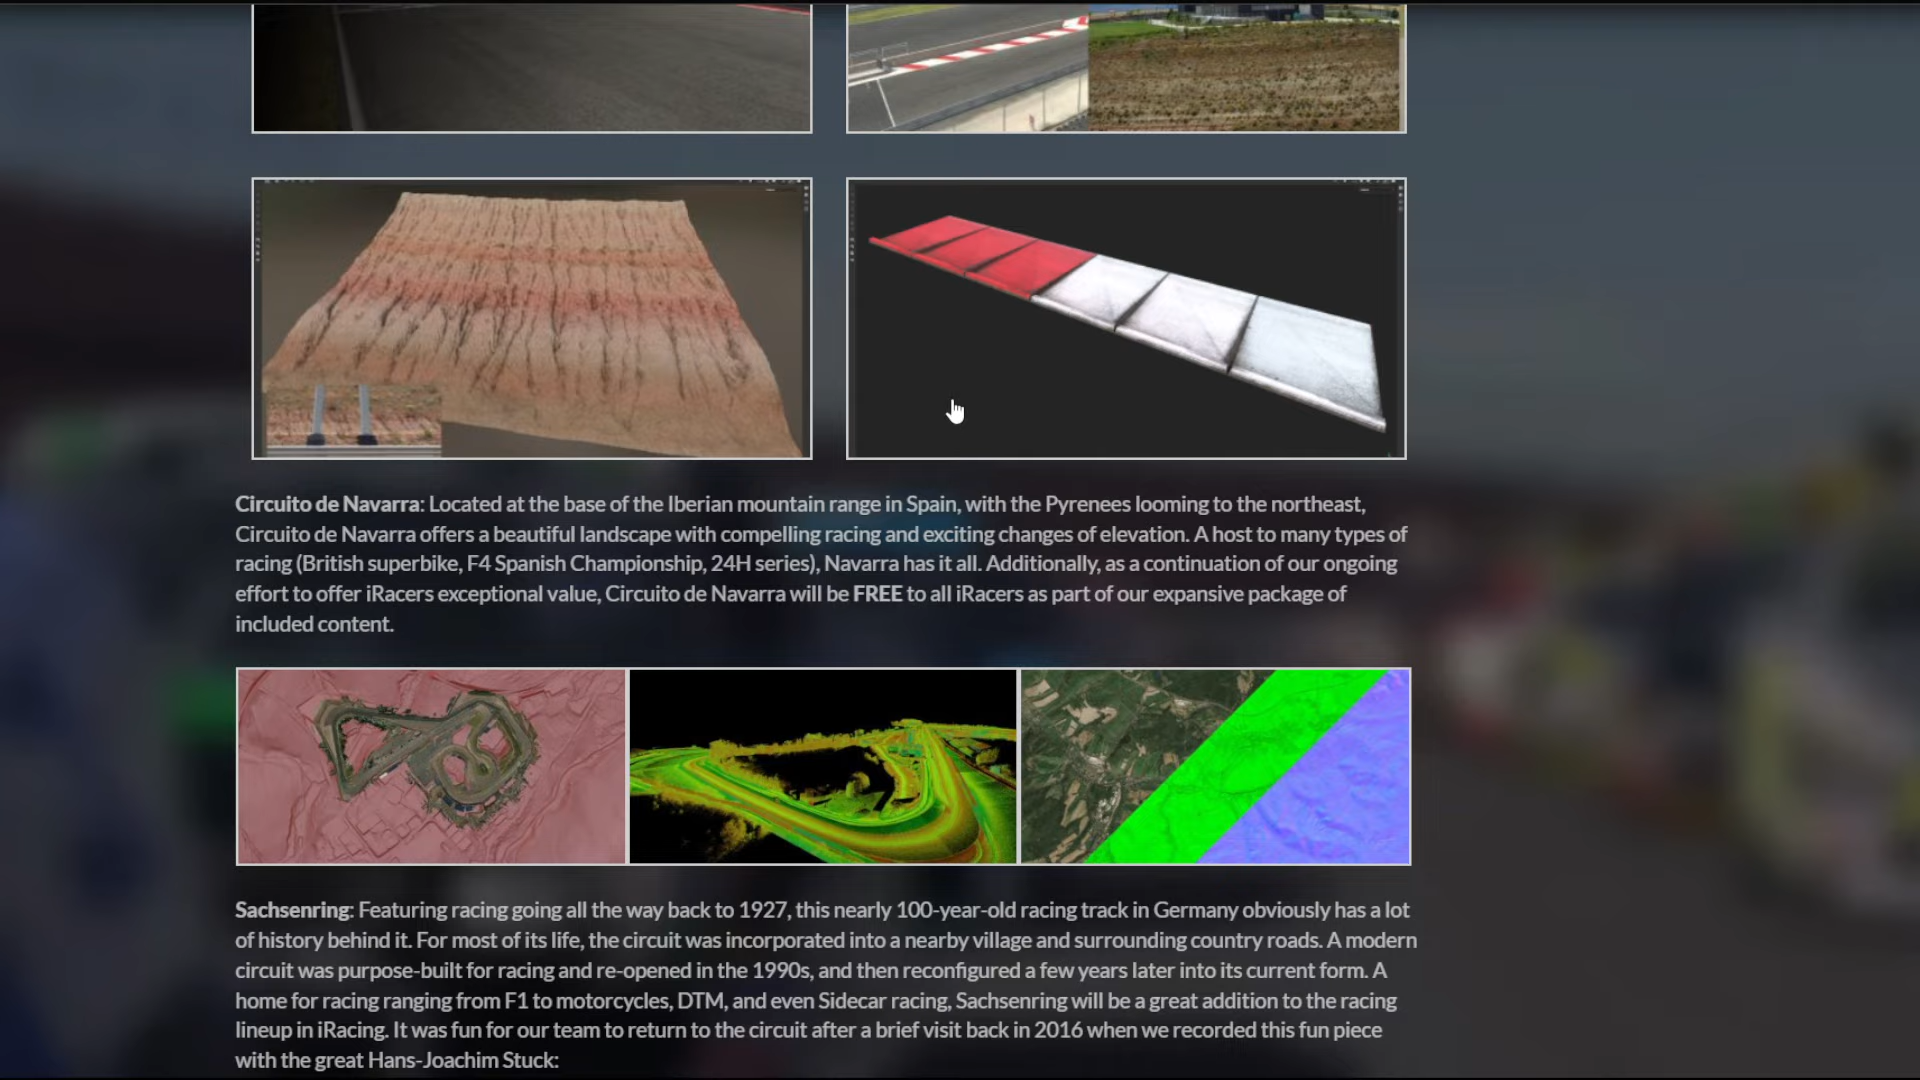 Circuito de Navarra: Located at the base of the Iberian mountain range in Spain, with the Pyrenees looming to the northeast,
Circuito de Navarra offers a beautiful landscape with compelling racing and exciting changes of elevation. A host to many types of
racing (British superbike, F4 Spanish Championship, 24H series), Navarra has it all. Additionally, as a continuation of our ongoing
effort to offer iRacers exceptional value, Circuito de Navarra will be FREE to all iRacers as part of our expansive package of
included content.
Sachsenring: Featuring racing going all the way back to 1927, this nearly 100-year-old racing track in Germany obviously has a lot
of history behind it. For most of its life, the circuit was incorporated into a nearby village and surrounding country roads. A modern
circuit was purpose-built for racing and re-opened in the 1990s, and then reconfigured a few years later into its current form. A
home for racing ranging from F1 to motorcycles, DTM, and even Sidecar racing, Sachsenring will be a great addition to the racing
lineup in iRacing. It was fun for our team to return to the circuit after a brief visit back in 2016 when we recorded this fun piece
with the great Hans-Joachim Stuck: